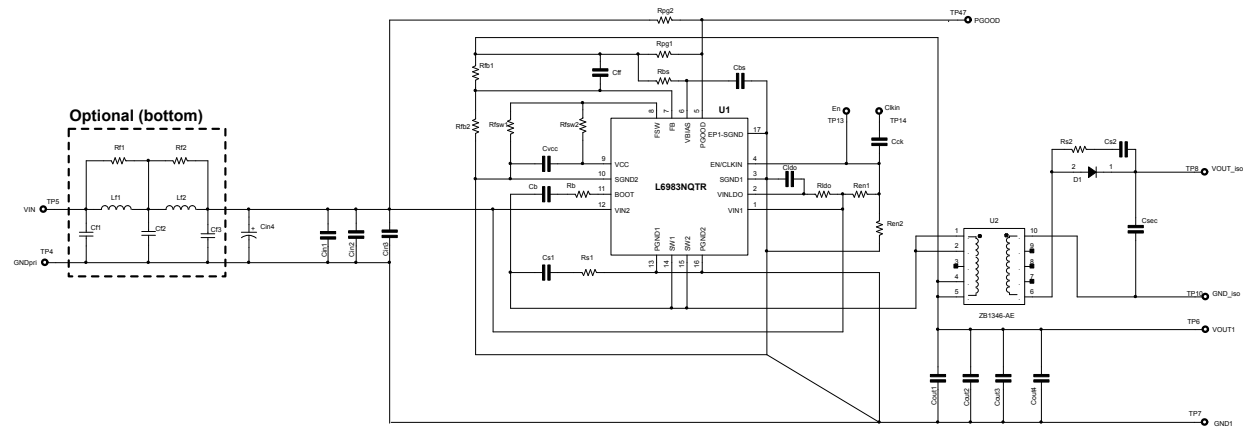 Rpg2
TP47
PGOOD
Rpg1
Rfb1
Cff
Rbs
Cbs
Optional (bottom)
U1
8
7
6
5
FSW
FB
VBIAS
PGOOD
En
TP13
Clkin
TP14
Rfb2
Rfsw1
Rfsw2
EP1-SGND
17
Cck
Rs2
Cs2
Rf1
Rf2
Cvcc
9
VCC
EN/CLKIN
4
10
SGND2
L6983NQTR
SGND1
3
Cldo
2
1
D1
TP8
VOUT_iso
Cb
Rb
11
BOOT
VINLDO
2
Rldo
Ren1
VIN
TP5
Lf1
Lf2
12
VIN2
VIN1
1
Cf1
Cf2
Cf3
+
Cin4
Cin1
Cin2
Cin3
Ren2
U2
Csec
TP4
GNDpri
PGND1
SW1
SW2
PGND2
13
14
15
16
Cs1
Rs1
1
2
3
4
5
10
9
8
7
6
TP10
GND_iso
ZB1346-AE
TP6
VOUT1
Cout1
Cout2
Cout3
Cout4
TP7
GND1